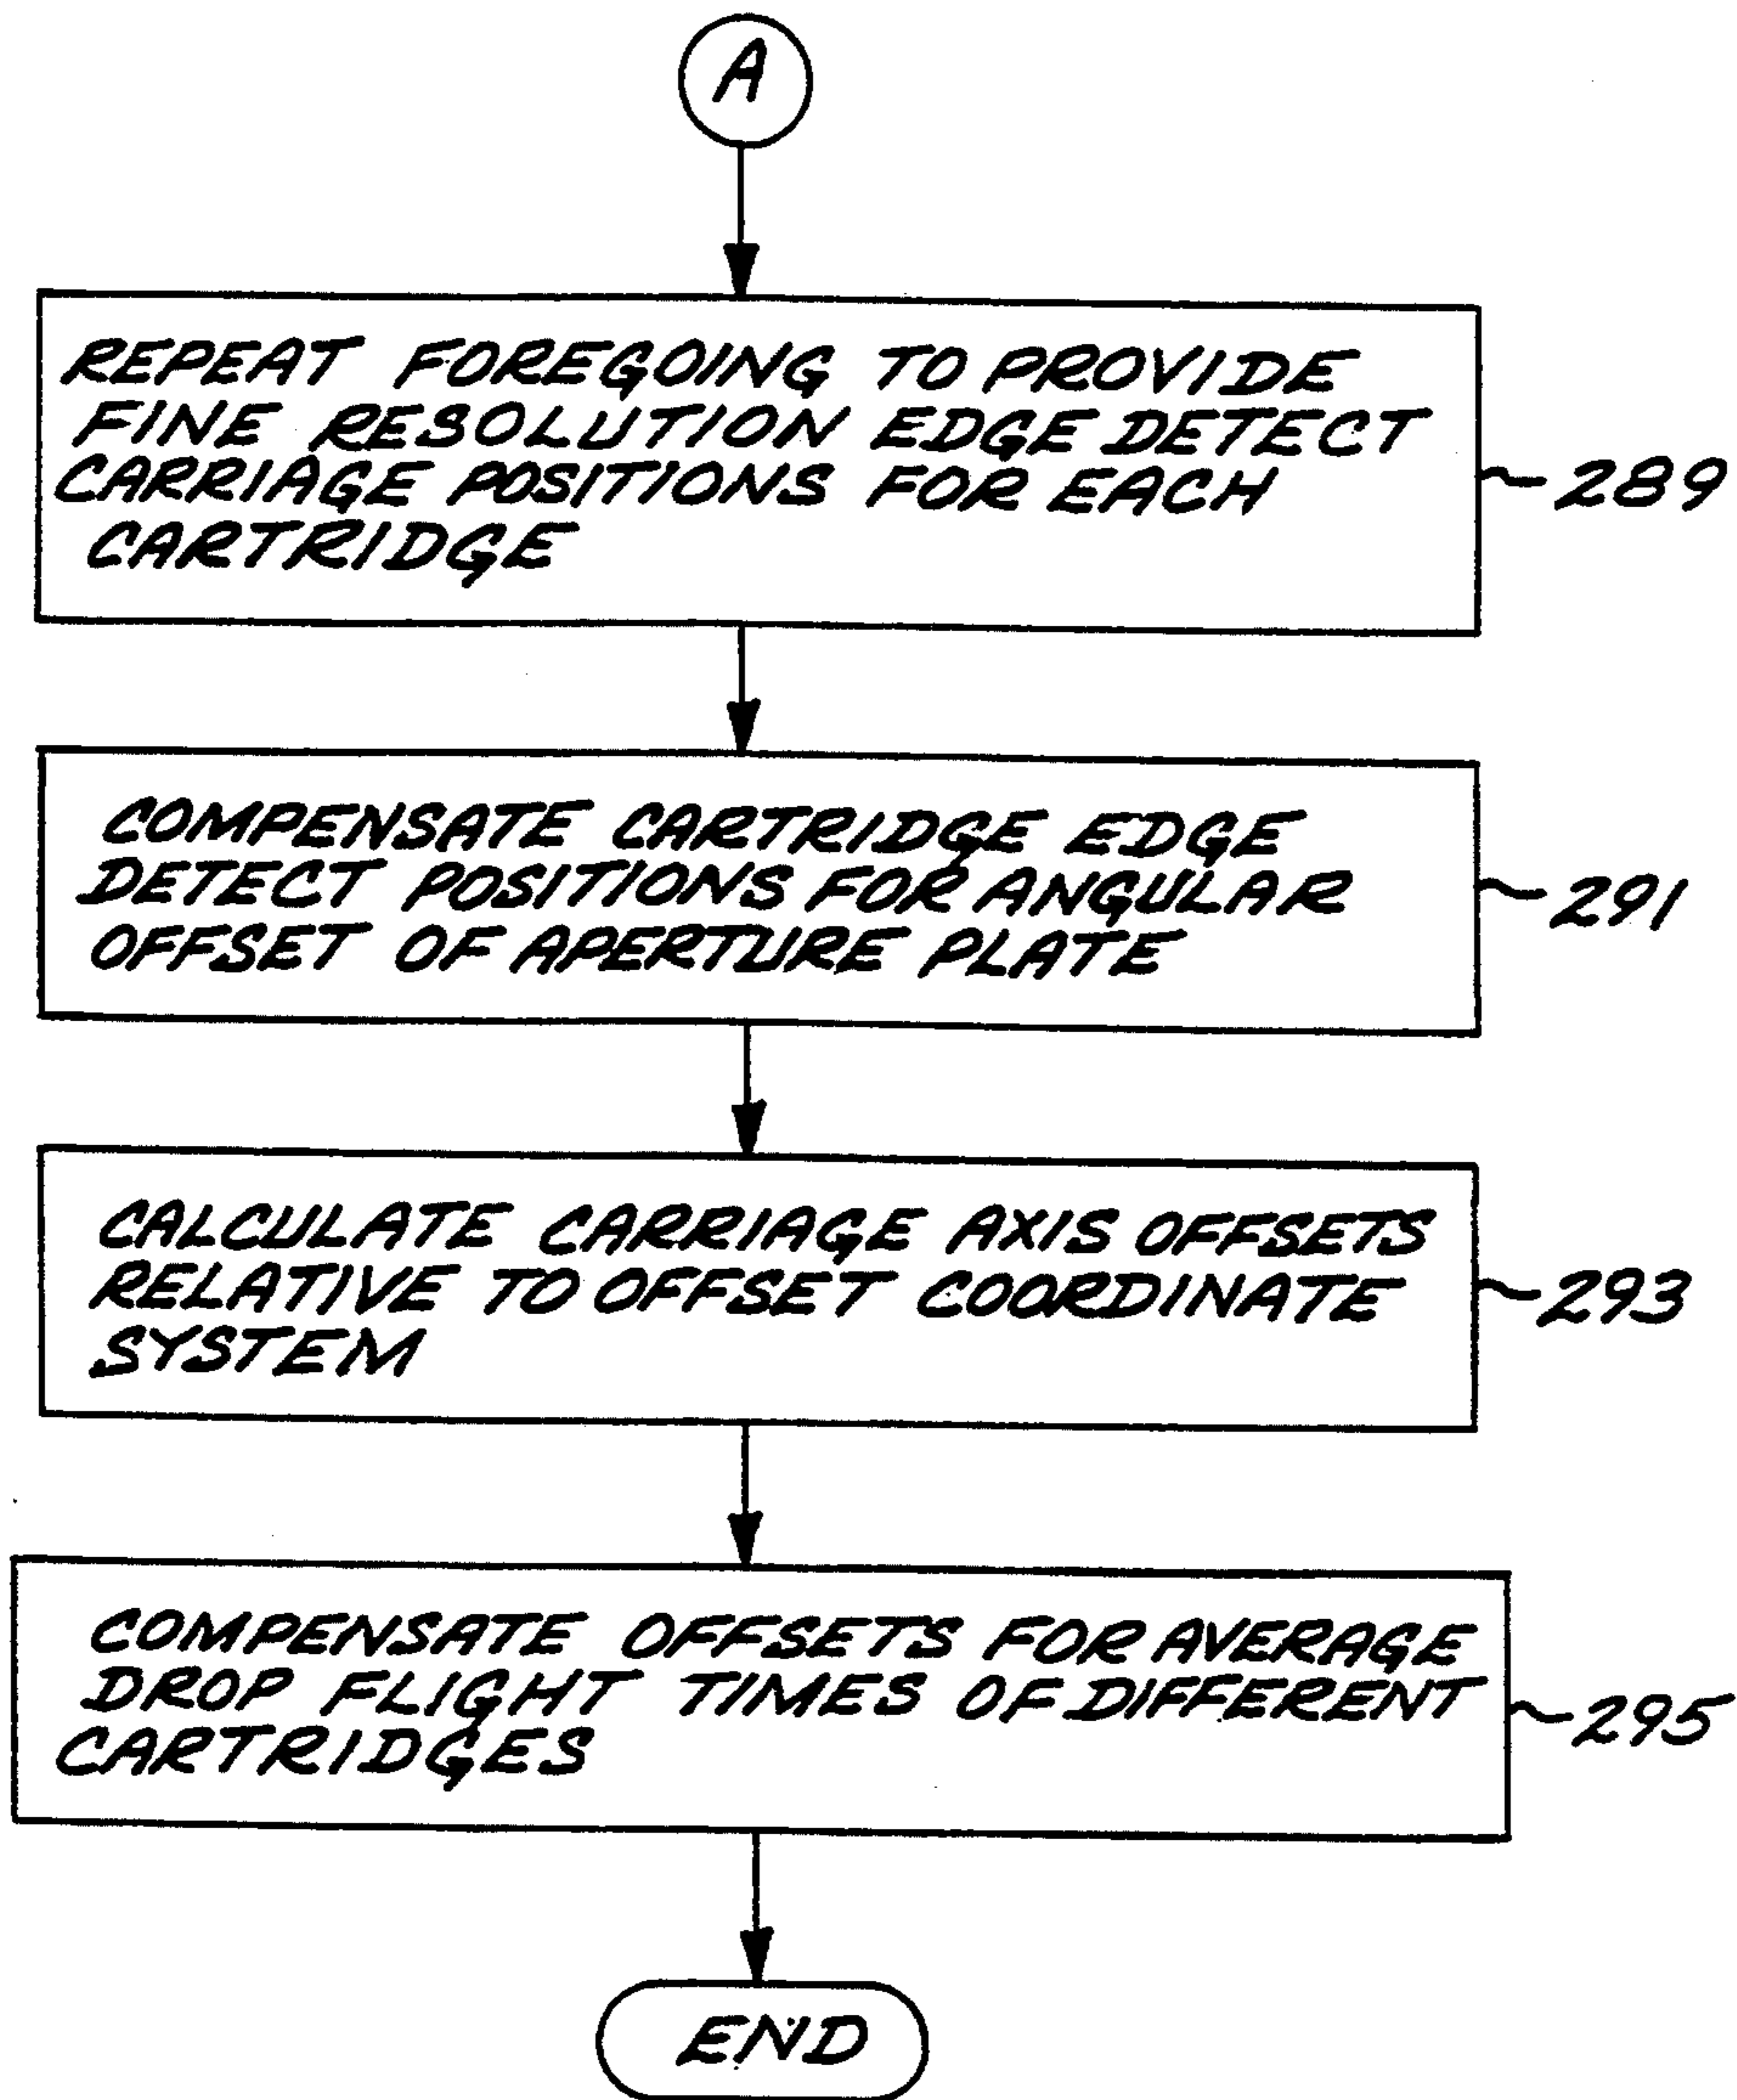 A
REPEAT FOREGOING TO PROVIDE
FINE RESOLUTION EDGE DETECT
CARRIAGE POSITIONS FOR EACH
CARTRIDGE
289
COMPENSATE CARTRIDGE EDGE
DETECT POSITIONS FOR ANGULAR
OFFSET OF APERTURE PLATE
291
CALCULATE CARRIAGE AXIS OFFSETS
RELATIVE TO OFFSET COORDINATE
SYSTEM
293
COMPENSATE OFFSETS FOR AVERAGE
DROP FLIGHT TIMES OF DIFFERENT
CARTRIDGES
295
END